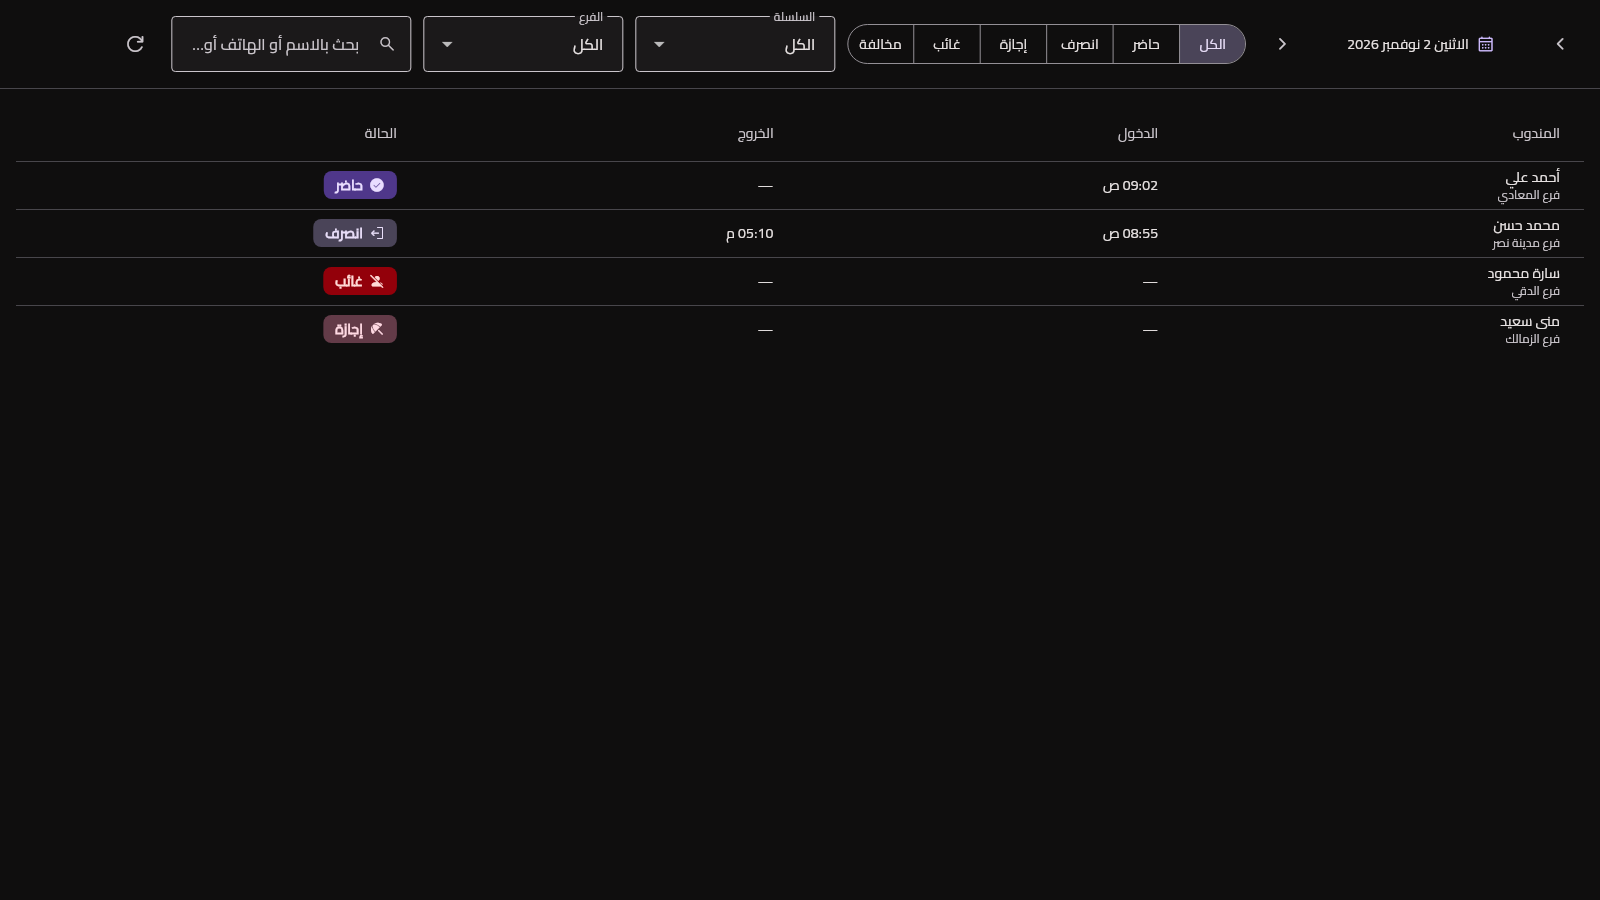 الاثنين 2 نوفمبر 2026
الكل
حاضر
انصرف
إجازة
غائب
مخالفة
السلسلة
الكل
الفرع
الكل
بحث بالاسم أو الهاتف أو...
المندوب الدخول الخروج الحالة
أحمد علي
فرع المعادي
09:02 ص — حاضر
محمد حسن
فرع مدينة نصر
08:55 ص 05:10 م انصرف
سارة محمود
فرع الدقي
— — غائب
منى سعيد
فرع الزمالك
— — إجازة